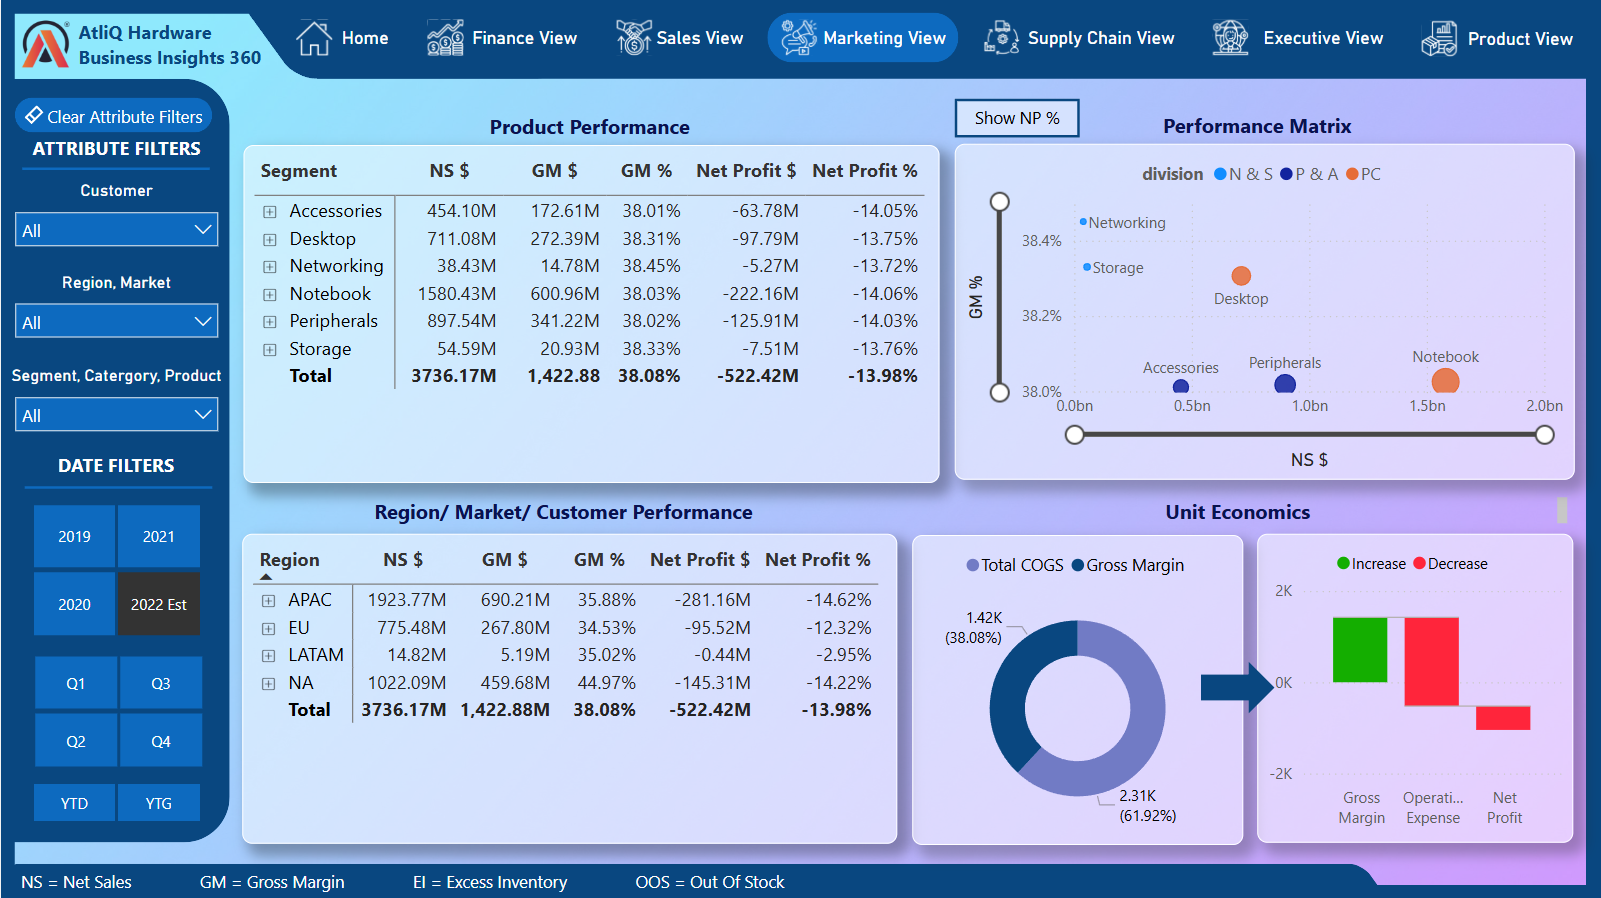 AtliQ Hardware
Business Insights 360
Home
Finance View
Sales View
Marketing View
Supply Chain View
Executive View
Product View
Clear Attribute Filters
ATTRIBUTE FILTERS
Customer
All
Region, Market
All
Segment, Catergory, Product
All
DATE FILTERS
2019 2021
2020 2022 Est
Q1 Q3
Q2 Q4
YTD YTG
Product Performance
Segment NS $ GM $ GM % Net Profit $ Net Profit %
Accessories 454.10M 172.61M 38.01% -63.78M -14.05%
Desktop 711.08M 272.39M 38.31% -97.79M -13.75%
Networking 38.43M 14.78M 38.45% -5.27M -13.72%
Notebook 1580.43M 600.96M 38.03% -222.16M -14.06%
Peripherals 897.54M 341.22M 38.02% -125.91M -14.03%
Storage 54.59M 20.93M 38.33% -7.51M -13.76%
Total 3736.17M 1,422.88 38.08% -522.42M -13.98%
Show NP %
Performance Matrix
division N & S P & A PC
GM %
38.4%
38.2%
38.0%
Networking
Storage
Desktop
Accessories
Peripherals
Notebook
0.0bn 0.5bn 1.0bn 1.5bn 2.0bn
NS $
Region/ Market/ Customer Performance
Region NS $ GM $ GM % Net Profit $ Net Profit %
APAC 1923.77M 690.21M 35.88% -281.16M -14.62%
EU 775.48M 267.80M 34.53% -95.52M -12.32%
LATAM 14.82M 5.19M 35.02% -0.44M -2.95%
NA 1022.09M 459.68M 44.97% -145.31M -14.22%
Total 3736.17M 1,422.88M 38.08% -522.42M -13.98%
Unit Economics
Total COGS Gross Margin
1.42K
(38.08%)
2.31K
(61.92%)
Increase Decrease
2K
0K
-2K
Gross
Margin
Operati...
Expense
Net
Profit
NS = Net Sales
GM = Gross Margin
EI = Excess Inventory
OOS = Out Of Stock